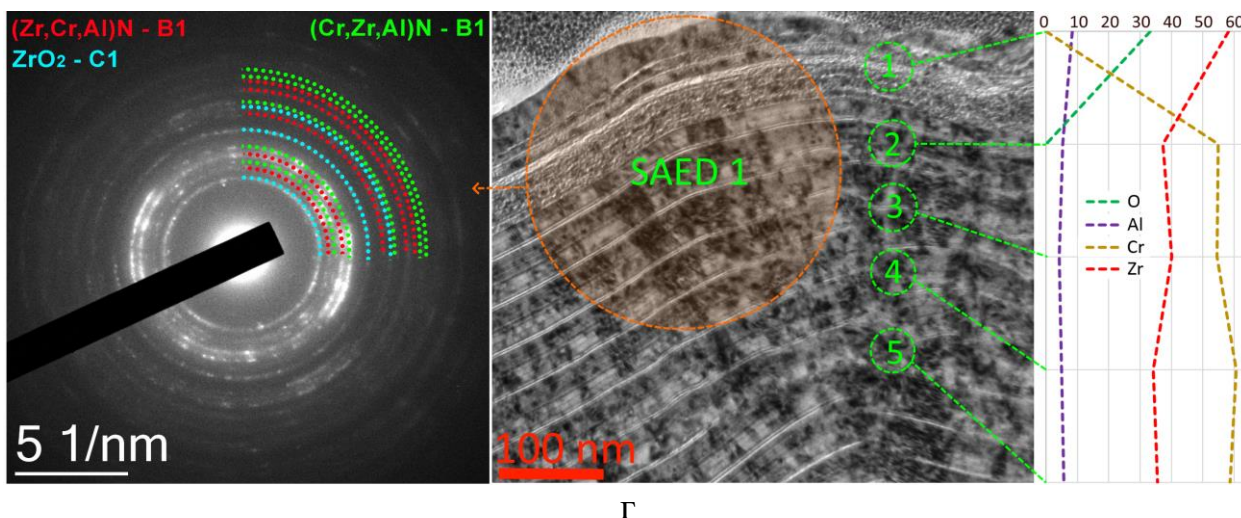 (Zr,Cr,Al)N - B1
(Cr,Zr,Al)N - B1
ZrO2 - C1
5 1/nm
SAED 1
1
2
3
4
5
100 nm
0 10 20 30 40 50 60
O
Al
Cr
Zr
Г